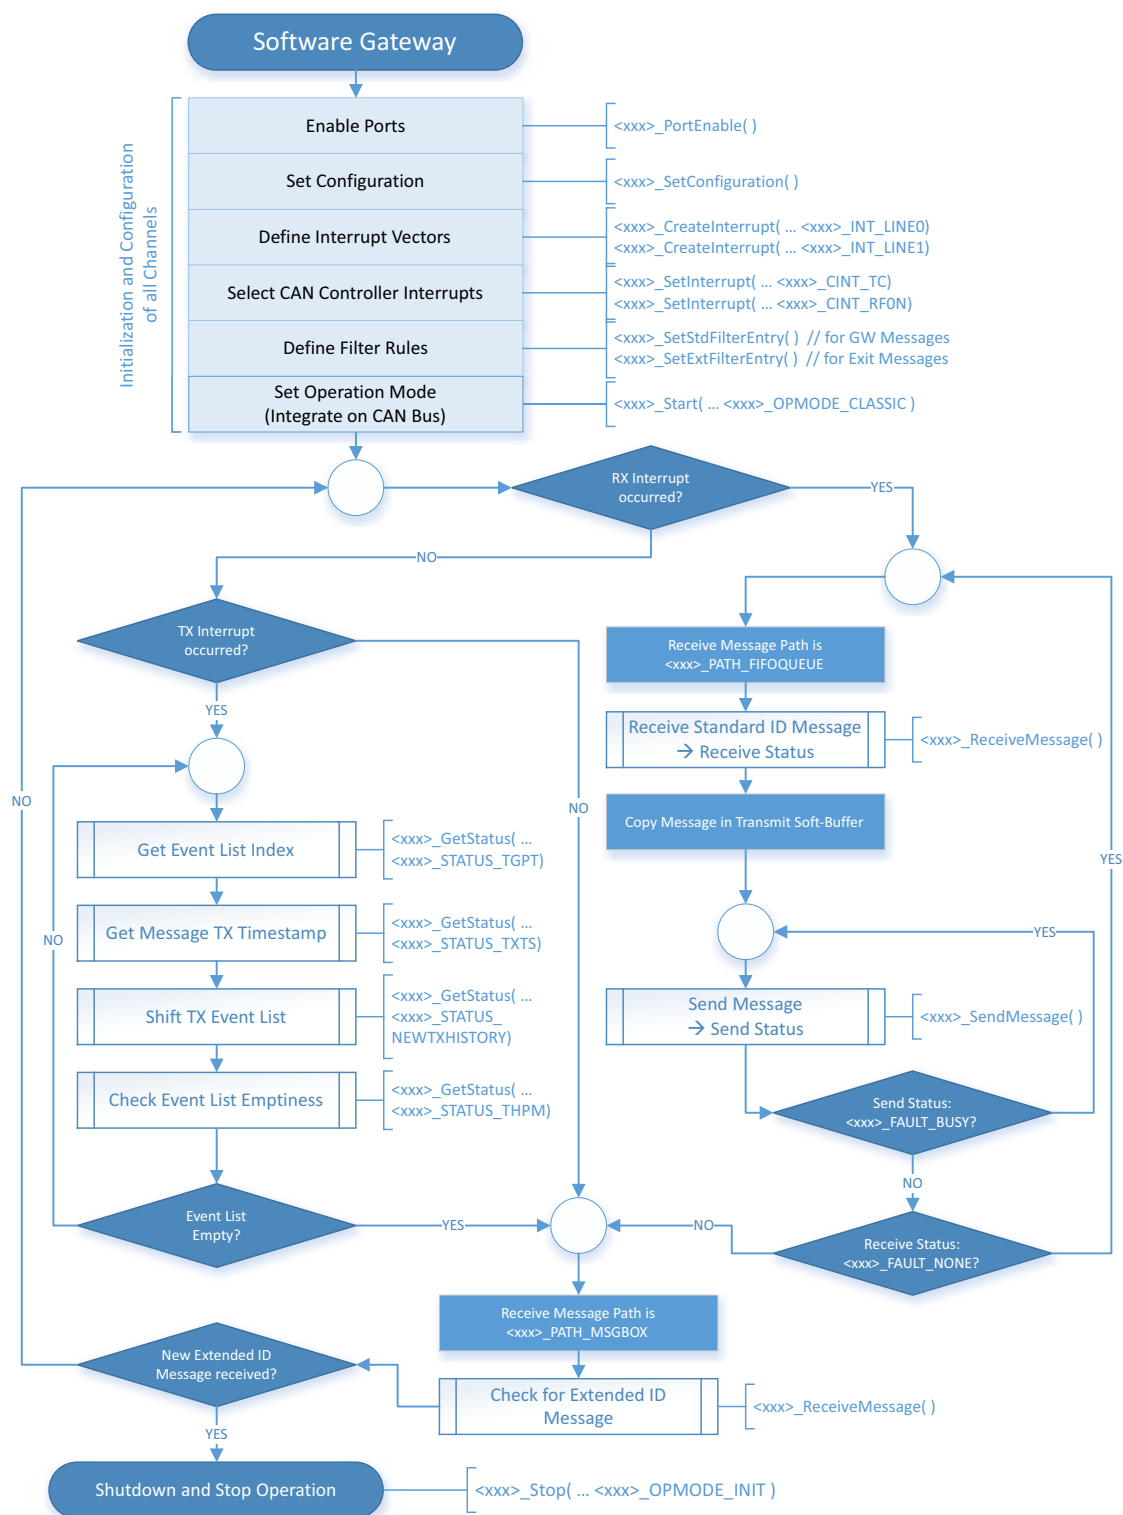 Software Gateway
Initialization and Configuration
of all Channels
Enable Ports
<xxx>_PortEnable( )
Set Configuration
<xxx>_SetConfiguration( )
Define Interrupt Vectors
<xxx>_CreateInterrupt( ... <xxx>_INT_LINE0)
<xxx>_CreateInterrupt( ... <xxx>_INT_LINE1)
Select CAN Controller Interrupts
<xxx>_SetInterrupt( ... <xxx>_CINT_TC)
<xxx>_SetInterrupt( ... <xxx>_CINT_RF0N)
Define Filter Rules
<xxx>_SetStdFilterEntry( ) // for GW Messages
<xxx>_SetExtFilterEntry( ) // for Exit Messages
Set Operation Mode
(Integrate on CAN Bus)
<xxx>_Start( ... <xxx>_OPMODE_CLASSIC )
RX Interrupt
occurred?
YES
NO
TX Interrupt
occurred?
YES
NO
NO
Receive Message Path is
<xxx>_PATH_FIFOQUEUE
Receive Standard ID Message
→ Receive Status
<xxx>_ReceiveMessage( )
Copy Message in Transmit Soft-Buffer
YES
Get Event List Index
<xxx>_GetStatus( ...
<xxx>_STATUS_TGPT)
Get Message TX Timestamp
<xxx>_GetStatus( ...
<xxx>_STATUS_TXTS)
NO
YES
Shift TX Event List
<xxx>_GetStatus( ...
<xxx>_STATUS_
NEWTXHISTORY)
Send Message
→ Send Status
<xxx>_SendMessage( )
Check Event List Emptiness
<xxx>_GetStatus( ...
<xxx>_STATUS_THPM)
Send Status:
<xxx>_FAULT_BUSY?
NO
Event List
Empty?
YES
NO
Receive Status:
<xxx>_FAULT_NONE?
Receive Message Path is
<xxx>_PATH_MSGBOX
New Extended ID
Message received?
Check for Extended ID
Message
<xxx>_ReceiveMessage( )
YES
Shutdown and Stop Operation
<xxx>_Stop( ... <xxx>_OPMODE_INIT )